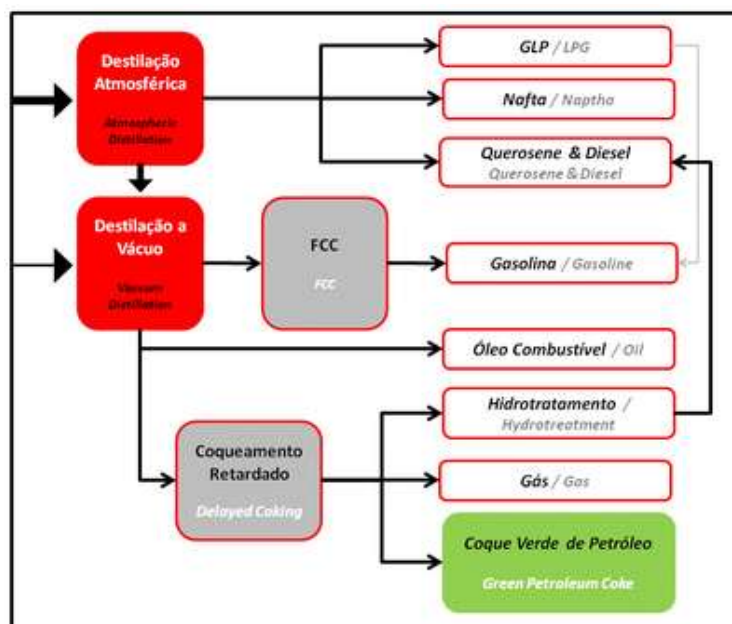 Destilação
Atmosférica
Atmospheric
Distillation
GLP / LPG
Nafta / Naptha
Querosene & Diesel
Querosene & Diesel
Destilação a
Vácuo
Vacuum
Distillation
FCC
FCC
Gasolina / Gasoline
Óleo Combustível / Oil
Hidrotratamento /
Hydrotreatment
Coqueamento
Retardado
Delayed Coking
Gás / Gas
Coque Verde de Petróleo
Green Petroleum Coke